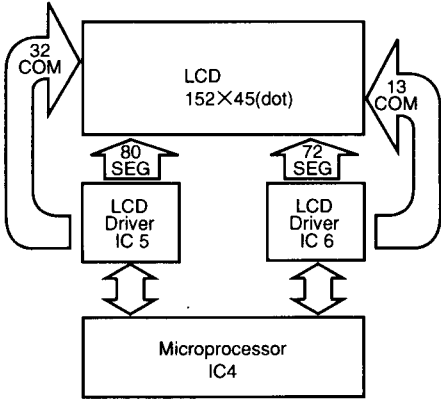 32
COM
LCD
152×45(dot)
13
COM
80
SEG
72
SEG
LCD
Driver
IC 5
LCD
Driver
IC 6
Microprocessor
IC4